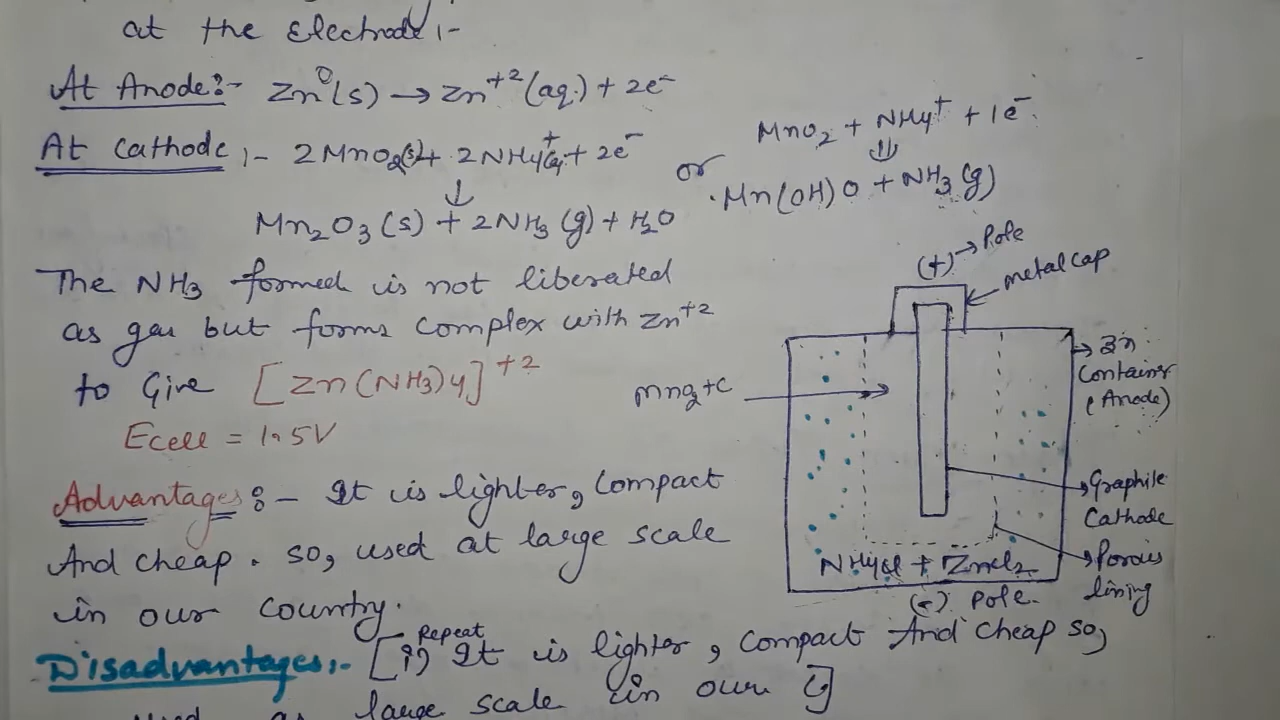 at the Electrode :-
At Anode :- Zn⁰(s) → Zn⁺²(aq.) + 2e⁻
At Cathode :- 2MnO₂(s) + 2NH₄⁺(aq) + 2e⁻
↓
Mn₂O₃(s) + 2NH₃(g) + H₂O
or
MnO₂ + NH₄⁺ + 1e⁻
⇓
Mn(OH)O + NH₃(g)
The NH₃ formed is not liberated
as gas but forms complex with Zn⁺²
to Give [Zn(NH₃)₄]⁺²
Ecell = 1.5V
(+) → Pole
metal cap
Zn
Container
(Anode)
MnO₂+C
Graphite
Cathode
Porous
lining
NH₄Cl + ZnCl₂
(-) Pole
Advantages :- It is lighter, Compact
And cheap. So, used at large scale
in our country.
Repeat
Disadvantages :- [i) It is lighter, Compact And Cheap so,
used as large scale in our []